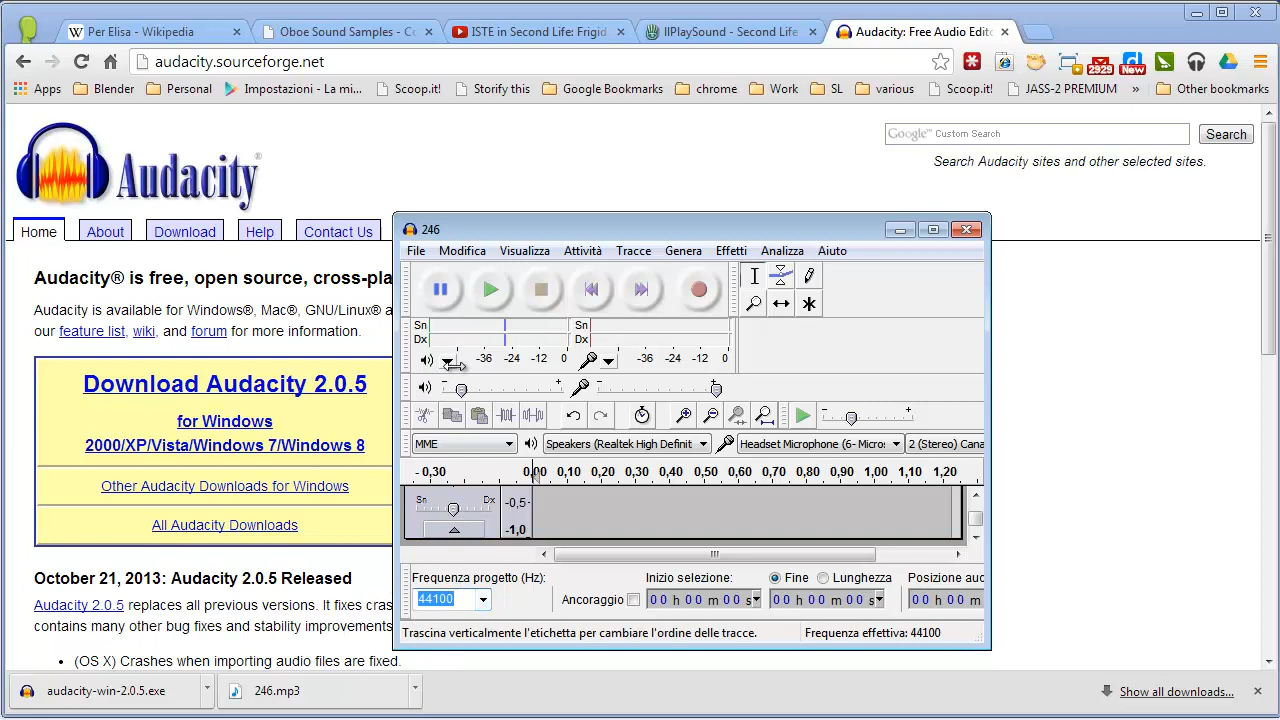 Per Elisa - Wikipedia
Oboe Sound Samples - Co
ISTE in Second Life: Frigid
llPlaySound - Second Life
Audacity: Free Audio Edito
audacity.sourceforge.net
2929
New
Apps
Blender
Personal
Impostazioni - La mi...
Scoop.it!
Storify this
Google Bookmarks
chrome
Work
SL
various
Scoop.it!
JASS-2 PREMIUM
»
Other bookmarks
Audacity®
Google™ Custom Search
Search
Search Audacity sites and other selected sites.
Home
About
Download
Help
Contact Us
Audacity® is free, open source, cross-pla
Audacity is available for Windows®, Mac®, GNU/Linux® a
our feature list, wiki, and forum for more information.
Download Audacity 2.0.5
for Windows
2000/XP/Vista/Windows 7/Windows 8
Other Audacity Downloads for Windows
All Audacity Downloads
October 21, 2013: Audacity 2.0.5 Released
Audacity 2.0.5 replaces all previous versions. It fixes cras
contains many other bug fixes and stability improvements
(OS X) Crashes when importing audio files are fixed.
246
File Modifica Visualizza Attività Tracce Genera Effetti Analizza Aiuto
Sn Sn
Dx Dx
-36 -24 -12 0 -36 -24 -12 0
- + - +
- +
MME Speakers (Realtek High Definit Headset Microphone (6- Micros 2 (Stereo) Cana
- 0,30 0,00 0,10 0,20 0,30 0,40 0,50 0,60 0,70 0,80 0,90 1,00 1,10 1,20
Sn Dx -0,5
-1,0
Frequenza progetto (Hz): Inizio selezione: Fine Lunghezza Posizione aud
44100 Ancoraggio 00 h 00 m 00 s 00 h 00 m 00 s 00 h 00 m
Trascina verticalmente l'etichetta per cambiare l'ordine delle tracce. Frequenza effettiva: 44100
audacity-win-2.0.5.exe
246.mp3
Show all downloads...